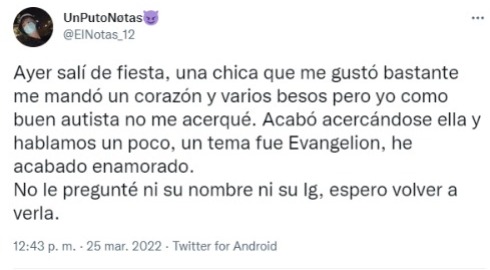 UnPutoNøtas😈
@ElNotas_12
Ayer salí de fiesta, una chica que me gustó bastante
me mandó un corazón y varios besos pero yo como
buen autista no me acerqué. Acabó acercándose ella y
hablamos un poco, un tema fue Evangelion, he
acabado enamorado.
No le pregunté ni su nombre ni su Ig, espero volver a
verla.
12:43 p. m. · 25 mar. 2022 · Twitter for Android